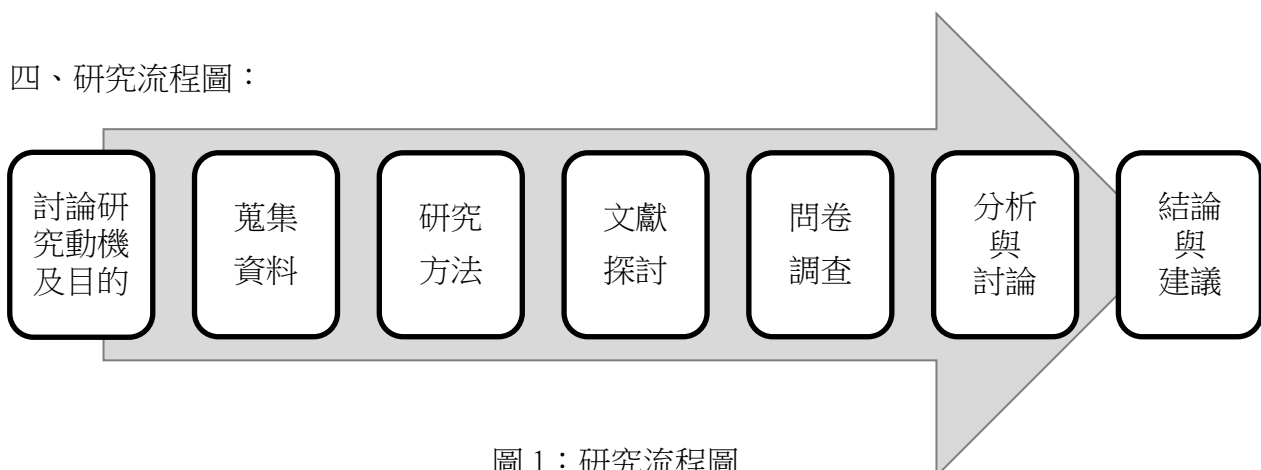 四、研究流程圖：
討論研
究動機
及目的
蒐集
資料
研究
方法
文獻
探討
問卷
調查
分析
與
討論
結論
與
建議
圖 1：研究流程圖